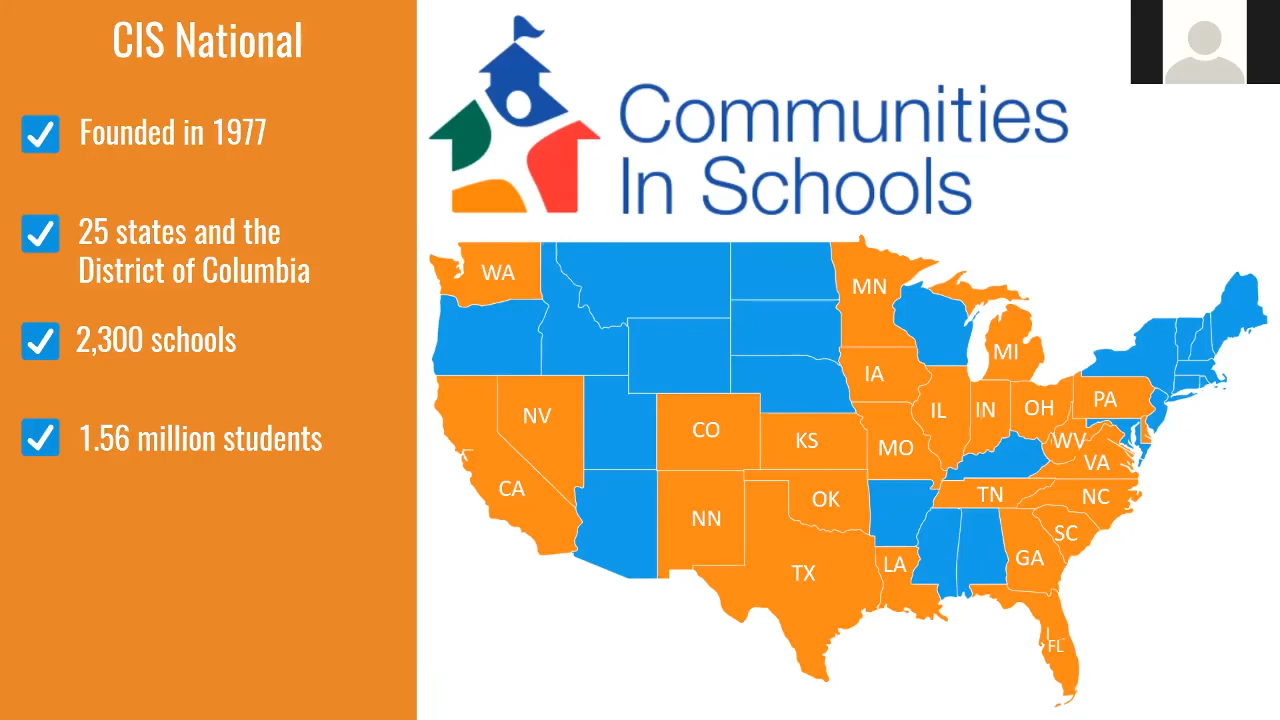 CIS National
Founded in 1977
25 states and the
District of Columbia
2,300 schools
1.56 million students
Communities
In Schools
WA
MN
MI
IA
NV
CO
KS
MO
IL
IN
OH
PA
WV
VA
CA
NN
OK
TN
NC
SC
TX
LA
GA
FL